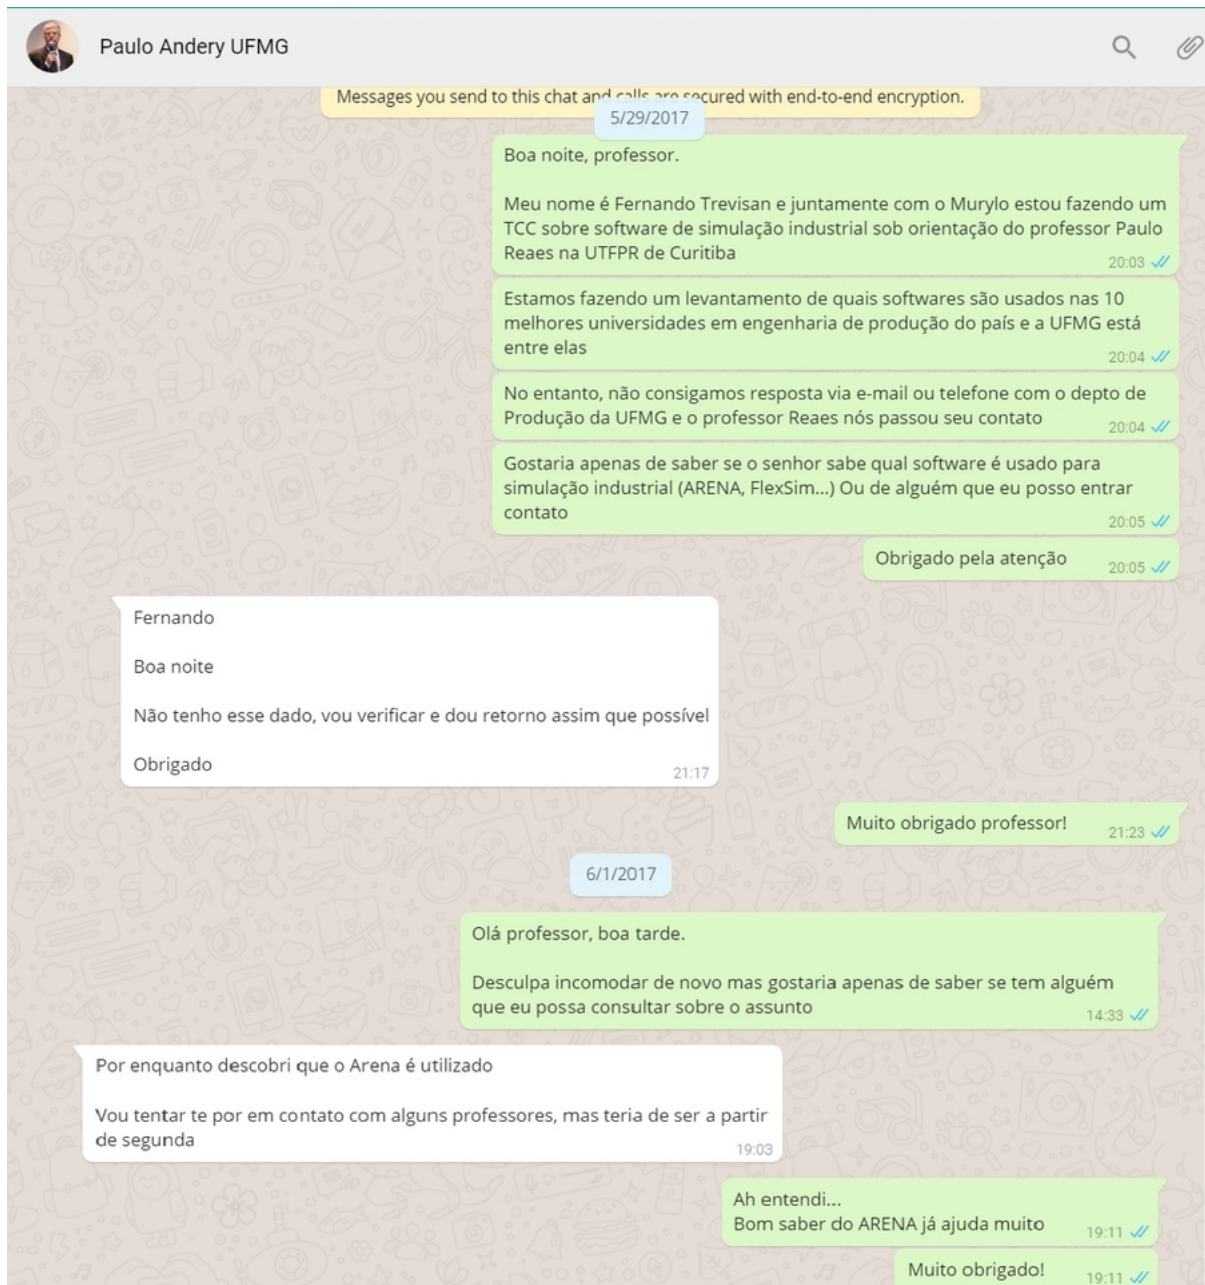 Paulo Andery UFMG
Messages you send to this chat and calls are secured with end-to-end encryption.
5/29/2017
Boa noite, professor.
Meu nome é Fernando Trevisan e juntamente com o Murylo estou fazendo um
TCC sobre software de simulação industrial sob orientação do professor Paulo
Reaes na UTFPR de Curitiba
20:03
Estamos fazendo um levantamento de quais softwares são usados nas 10
melhores universidades em engenharia de produção do país e a UFMG está
entre elas
20:04
No entanto, não consigamos resposta via e-mail ou telefone com o depto de
Produção da UFMG e o professor Reaes nós passou seu contato
20:04
Gostaria apenas de saber se o senhor sabe qual software é usado para
simulação industrial (ARENA, FlexSim...) Ou de alguém que eu posso entrar
contato
20:05
Obrigado pela atenção
20:05
Fernando
Boa noite
Não tenho esse dado, vou verificar e dou retorno assim que possível
Obrigado
21:17
Muito obrigado professor!
21:23
6/1/2017
Olá professor, boa tarde.
Desculpa incomodar de novo mas gostaria apenas de saber se tem alguém
que eu possa consultar sobre o assunto
14:33
Por enquanto descobri que o Arena é utilizado
Vou tentar te por em contato com alguns professores, mas teria de ser a partir
de segunda
19:03
Ah entendi...
Bom saber do ARENA já ajuda muito
19:11
Muito obrigado!
19:11